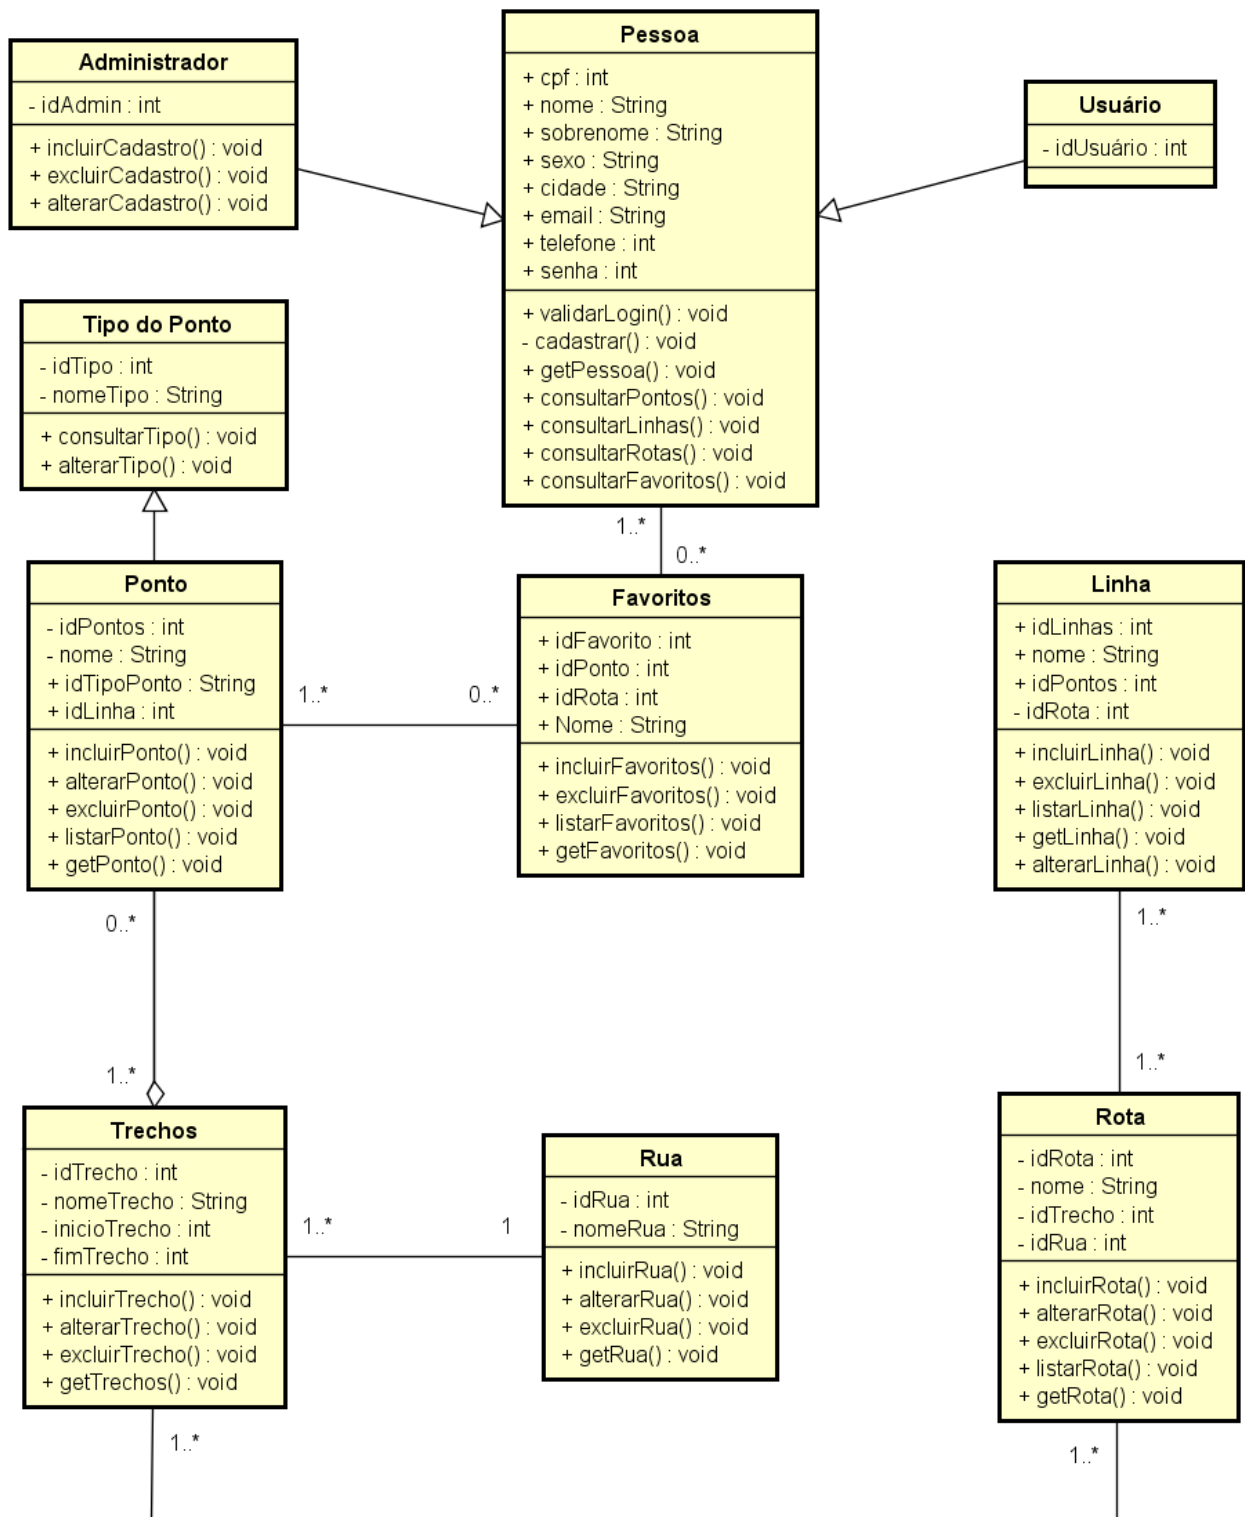 Administrador
- idAdmin : int
+ incluirCadastro() : void
+ excluirCadastro() : void
+ alterarCadastro() : void
Pessoa
+ cpf : int
+ nome : String
+ sobrenome : String
+ sexo : String
+ cidade : String
+ email : String
+ telefone : int
+ senha : int
+ validarLogin() : void
- cadastrar() : void
+ getPessoa() : void
+ consultarPontos() : void
+ consultarLinhas() : void
+ consultarRotas() : void
+ consultarFavoritos() : void
Usuário
- idUsuário : int
Tipo do Ponto
- idTipo : int
- nomeTipo : String
+ consultarTipo() : void
+ alterarTipo() : void
1..*
0..*
Ponto
- idPontos : int
- nome : String
+ idTipoPonto : String
+ idLinha : int
+ incluirPonto() : void
+ alterarPonto() : void
+ excluirPonto() : void
+ listarPonto() : void
+ getPonto() : void
1..*
0..*
Favoritos
+ idFavorito : int
+ idPonto : int
+ idRota : int
+ Nome : String
+ incluirFavoritos() : void
+ excluirFavoritos() : void
+ listarFavoritos() : void
+ getFavoritos() : void
Linha
+ idLinhas : int
+ nome : String
+ idPontos : int
- idRota : int
+ incluirLinha() : void
+ excluirLinha() : void
+ listarLinha() : void
+ getLinha() : void
+ alterarLinha() : void
0..*
1..*
1..*
1..*
Trechos
- idTrecho : int
- nomeTrecho : String
- inicioTrecho : int
- fimTrecho : int
+ incluirTrecho() : void
+ alterarTrecho() : void
+ excluirTrecho() : void
+ getTrechos() : void
1..*
1
Rua
- idRua : int
- nomeRua : String
+ incluirRua() : void
+ alterarRua() : void
+ excluirRua() : void
+ getRua() : void
Rota
- idRota : int
- nome : String
- idTrecho : int
- idRua : int
+ incluirRota() : void
+ alterarRota() : void
+ excluirRota() : void
+ listarRota() : void
+ getRota() : void
1..*
1..*